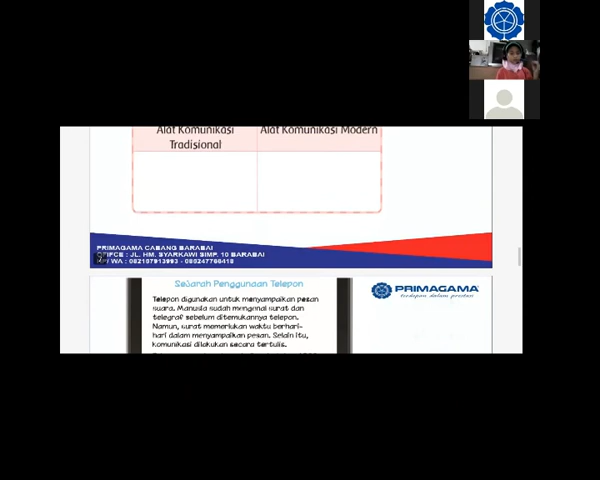 Alat Komunikasi Tradisional
Alat Komunikasi Modern
PRIMAGAMA CABANG BARABAI
OFIFCE : JL. HM. SYARKAWI SIMP. 10 BARABAI
WA : 082157913993 - 085247766418
Sejarah Penggunaan Telepon
Telepon digunakan untuk menyampaikan pesan
suara. Manusia sudah mengenal surat dan
telegraf sebelum ditemukannya telepon.
Namun, surat memerlukan waktu berhari-
hari dalam menyampaikan pesan. Selain itu,
komunikasi dilakukan secara tertulis.
PRIMAGAMA
terdepan dalam prestasi